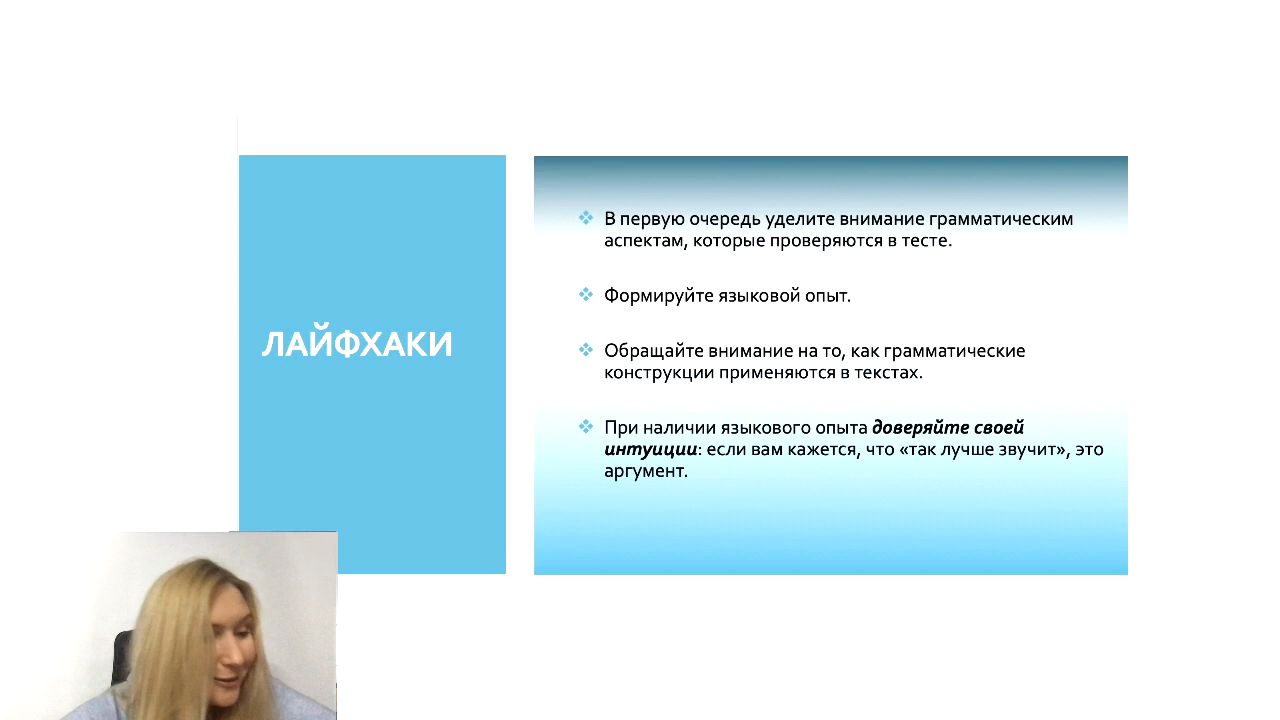 ЛАЙФХАКИ
В первую очередь уделите внимание грамматическим
аспектам, которые проверяются в тесте.
Формируйте языковой опыт.
Обращайте внимание на то, как грамматические
конструкции применяются в текстах.
При наличии языкового опыта доверяйте своей
интуиции: если вам кажется, что «так лучше звучит», это
аргумент.